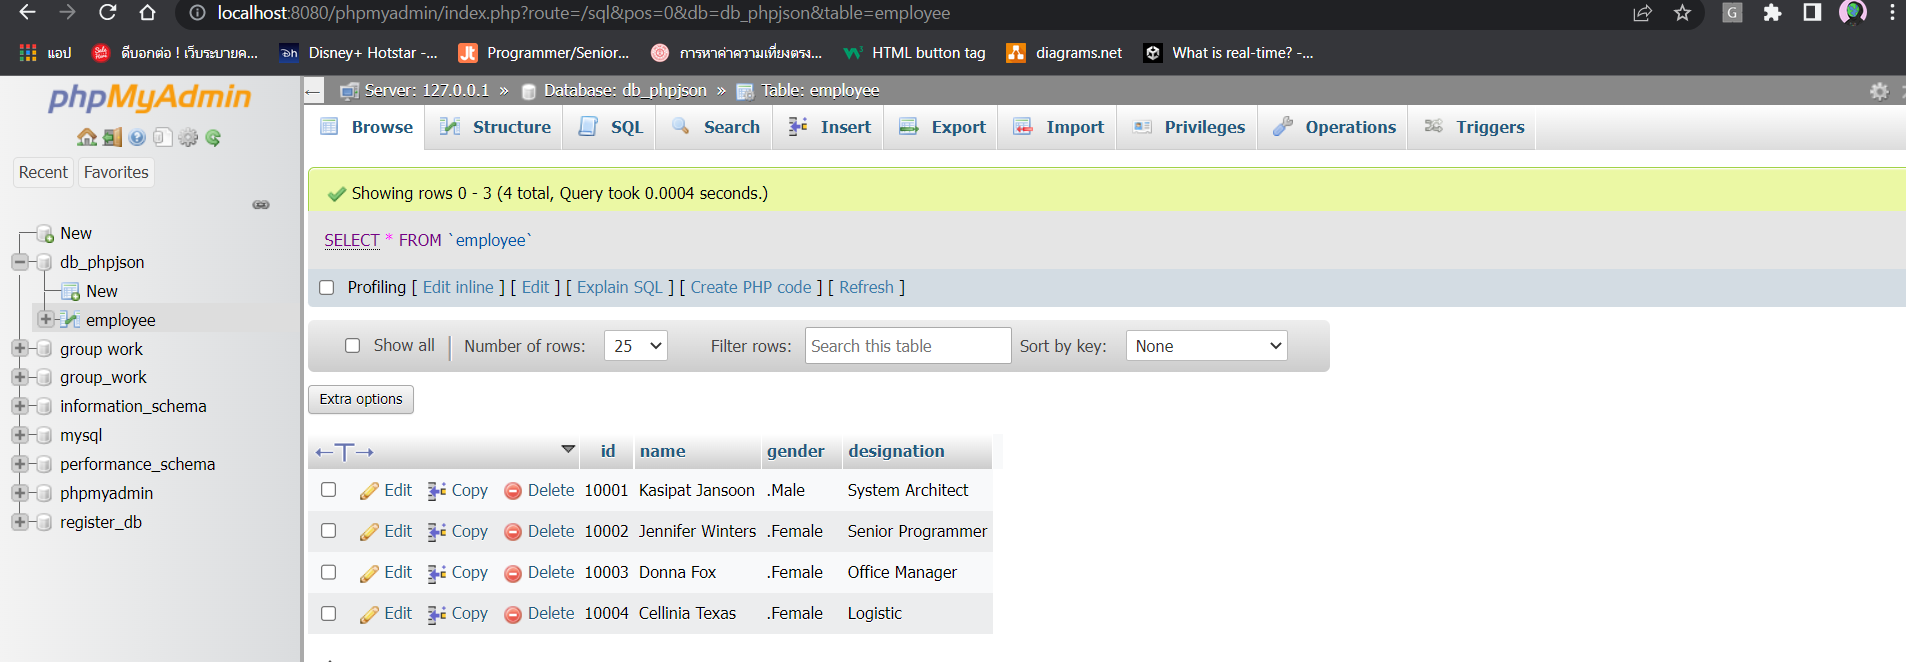 localhost:8080/phpmyadmin/index.php?route=/sql&pos=0&db=db_phpjson&table=employee
G
แอป
ดีบอกต่อ ! เว็บระบายค...
Disney+ Hotstar -...
Programmer/Senior...
การหาค่าความเที่ยงตรง...
HTML button tag
diagrams.net
What is real-time? -...
phpMyAdmin
Recent
Favorites
New
db_phpjson
New
employee
group work
group_work
information_schema
mysql
performance_schema
phpmyadmin
register_db
Server: 127.0.0.1 » Database: db_phpjson » Table: employee
Browse
Structure
SQL
Search
Insert
Export
Import
Privileges
Operations
Triggers
Showing rows 0 - 3 (4 total, Query took 0.0004 seconds.)
SELECT * FROM `employee`
Profiling [ Edit inline ] [ Edit ] [ Explain SQL ] [ Create PHP code ] [ Refresh ]
Show all | Number of rows: 25 Filter rows: Search this table Sort by key: None
Extra options
id name gender designation
Edit Copy Delete 10001 Kasipat Jansoon .Male System Architect
Edit Copy Delete 10002 Jennifer Winters .Female Senior Programmer
Edit Copy Delete 10003 Donna Fox .Female Office Manager
Edit Copy Delete 10004 Cellinia Texas .Female Logistic